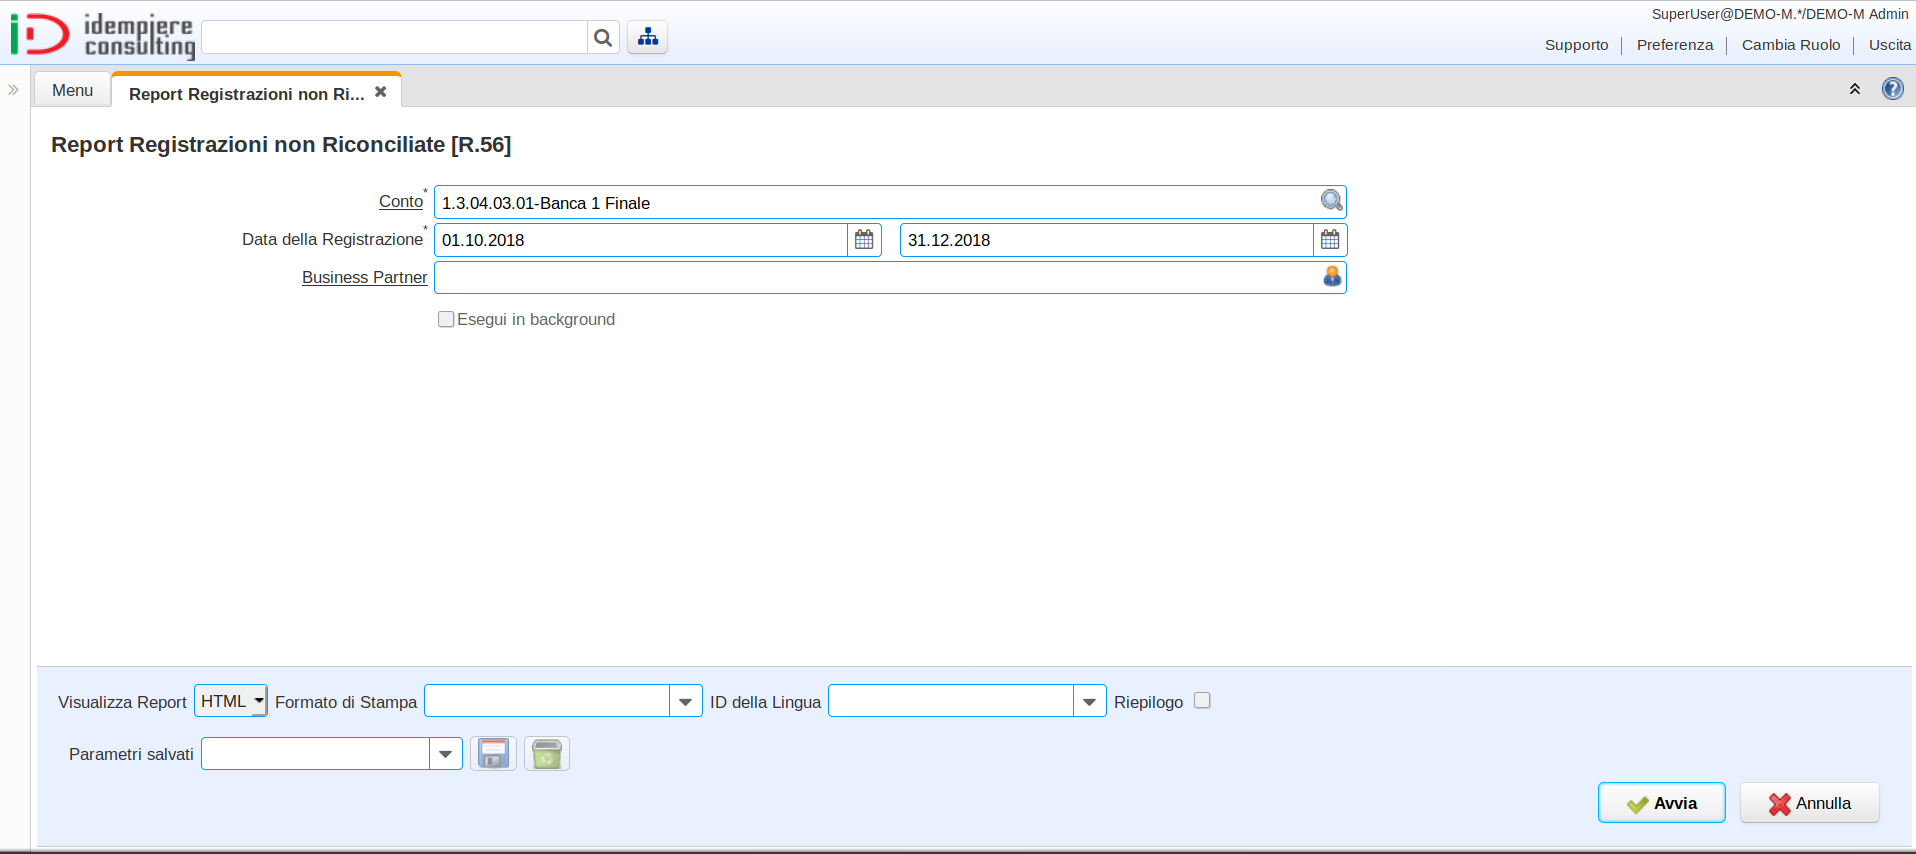 idempiere
consulting
SuperUser@DEMO-M.*/DEMO-M Admin
Supporto Preferenza Cambia Ruolo Uscita
Menu Report Registrazioni non Ri...
Report Registrazioni non Riconciliate [R.56]
Conto* 1.3.04.03.01-Banca 1 Finale
Data della Registrazione* 01.10.2018 31.12.2018
Business Partner
Esegui in background
Visualizza Report HTML Formato di Stampa ID della Lingua Riepilogo
Parametri salvati
Avvia Annulla